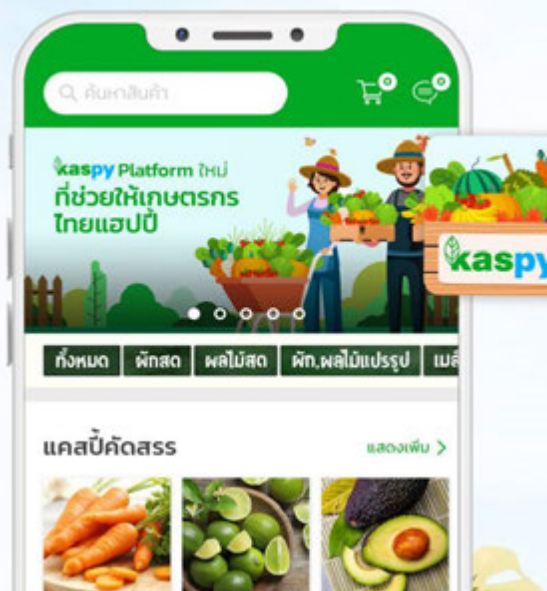 ค้นหาสินค้า
0
0
kaspy Platform ใหม่
ที่ช่วยให้เกษตรกร
ไทยแฮปปี้
kaspy
ทั้งหมด ผักสด ผลไม้สด ผัก,ผลไม้แปรรูป
แคสปี้คัดสรร
แสดงเพิ่ม >